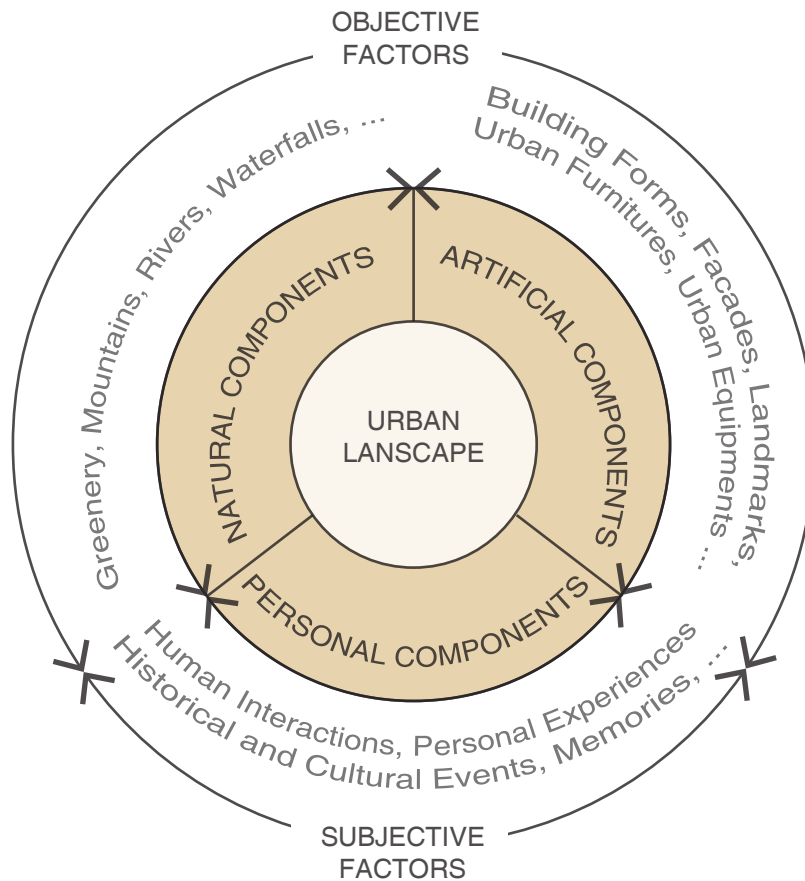 OBJECTIVE
FACTORS
Greenery, Mountains, Rivers, Waterfalls, ...
Building Forms, Facades, Landmarks,
Urban Furnitures, Urban Equipments ...
NATURAL COMPONENTS
ARTIFICIAL COMPONENTS
URBAN
LANSCAPE
PERSONAL COMPONENTS
Human Interactions, Personal Experiences
Historical and Cultural Events, Memories, ...
SUBJECTIVE
FACTORS